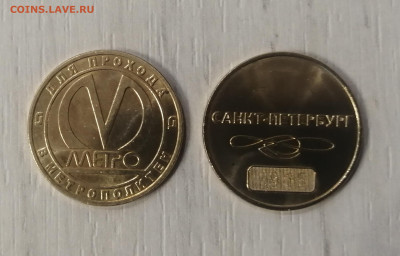 COINS.LAVE.RU
ДЛЯ ПРОХОДА
МЕТРО
В МЕТРОПОЛИТЕН
САНКТ-ПЕТЕРБУРГ